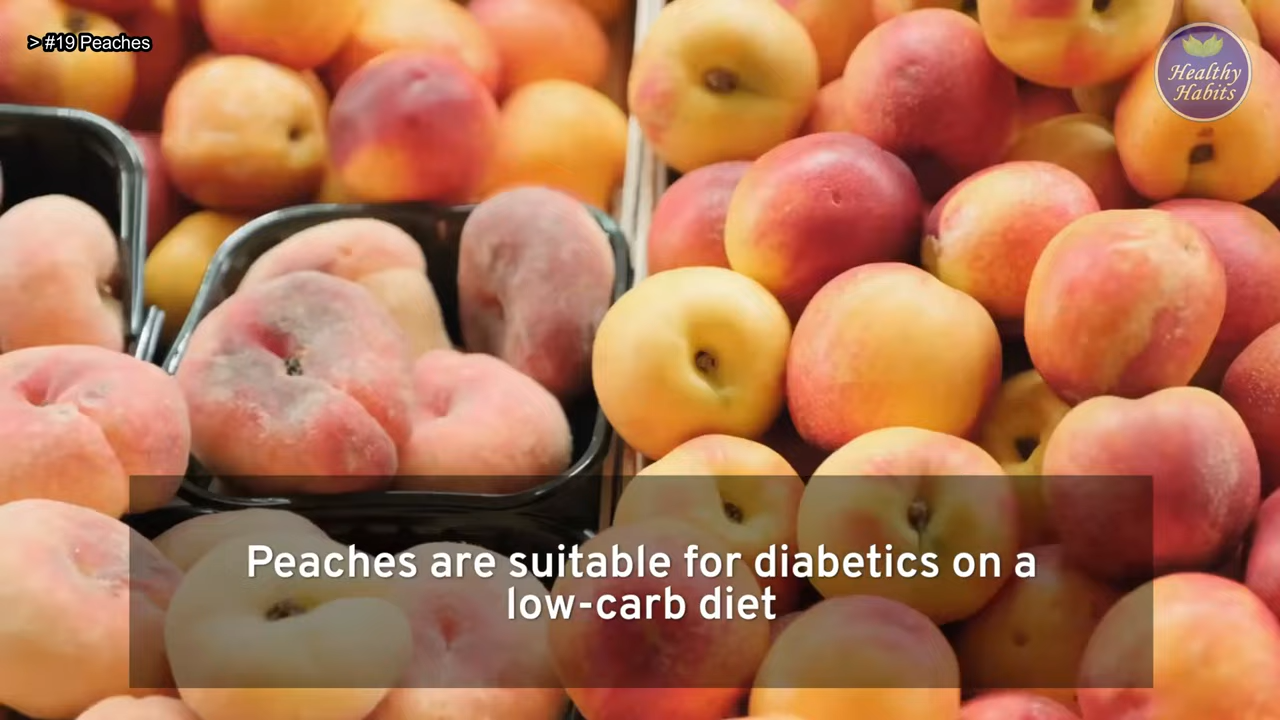 > #19 Peaches
Healthy
Habits
Peaches are suitable for diabetics on a
low-carb diet